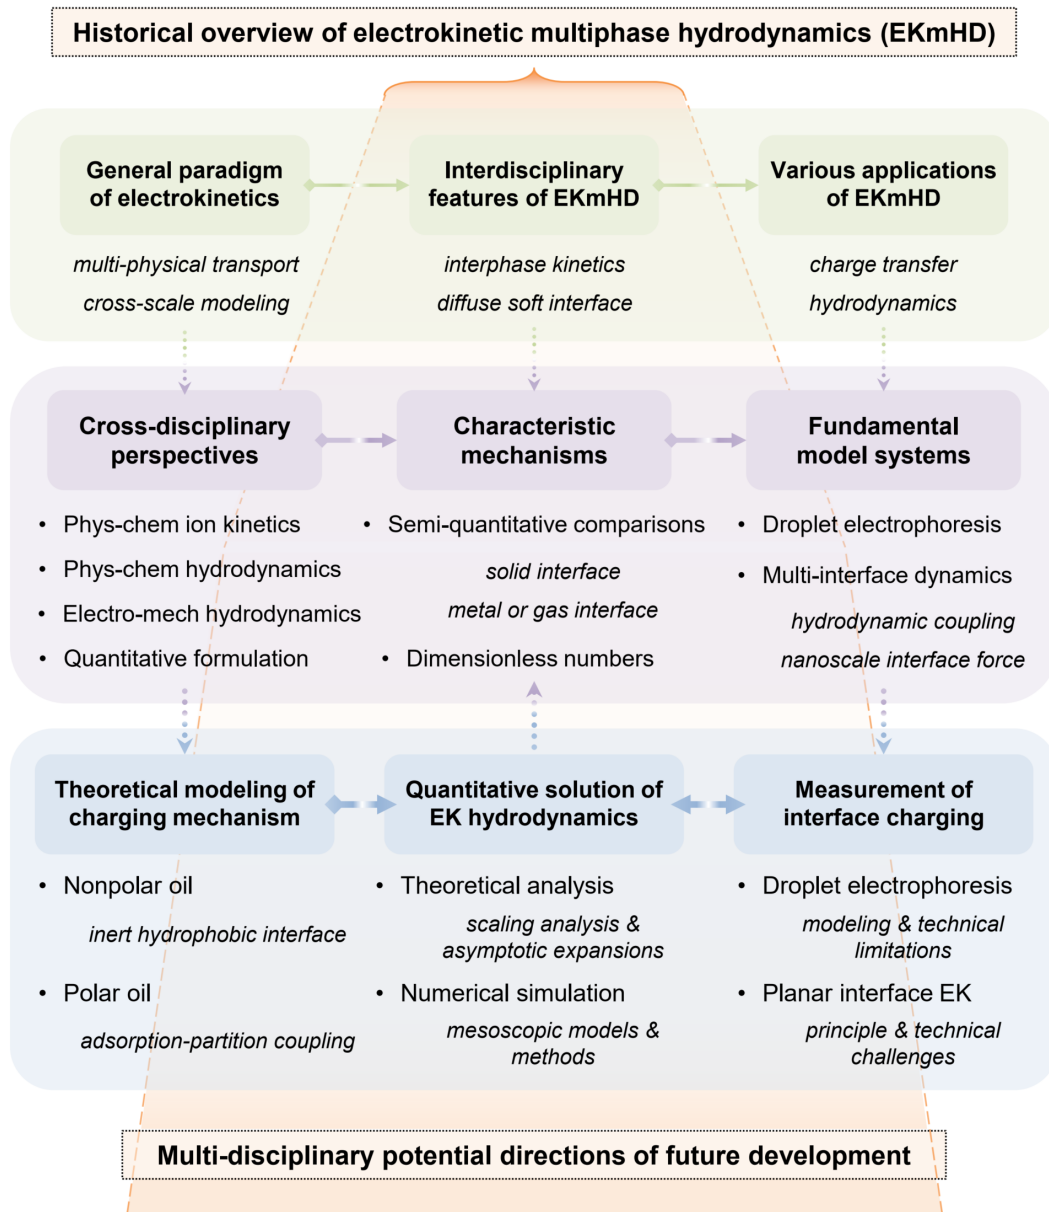 Historical overview of electrokinetic multiphase hydrodynamics (EKmHD)
General paradigm
of electrokinetics
multi-physical transport
cross-scale modeling
Interdisciplinary
features of EKmHD
interphase kinetics
diffuse soft interface
Various applications
of EKmHD
charge transfer
hydrodynamics
Cross-disciplinary
perspectives
• Phys-chem ion kinetics
• Phys-chem hydrodynamics
• Electro-mech hydrodynamics
• Quantitative formulation
Characteristic
mechanisms
• Semi-quantitative comparisons
solid interface
metal or gas interface
• Dimensionless numbers
Fundamental
model systems
• Droplet electrophoresis
• Multi-interface dynamics
hydrodynamic coupling
nanoscale interface force
Theoretical modeling of
charging mechanism
• Nonpolar oil
inert hydrophobic interface
• Polar oil
adsorption-partition coupling
Quantitative solution of
EK hydrodynamics
• Theoretical analysis
scaling analysis &
asymptotic expansions
• Numerical simulation
mesoscopic models &
methods
Measurement of
interface charging
• Droplet electrophoresis
modeling & technical
limitations
• Planar interface EK
principle & technical
challenges
Multi-disciplinary potential directions of future development